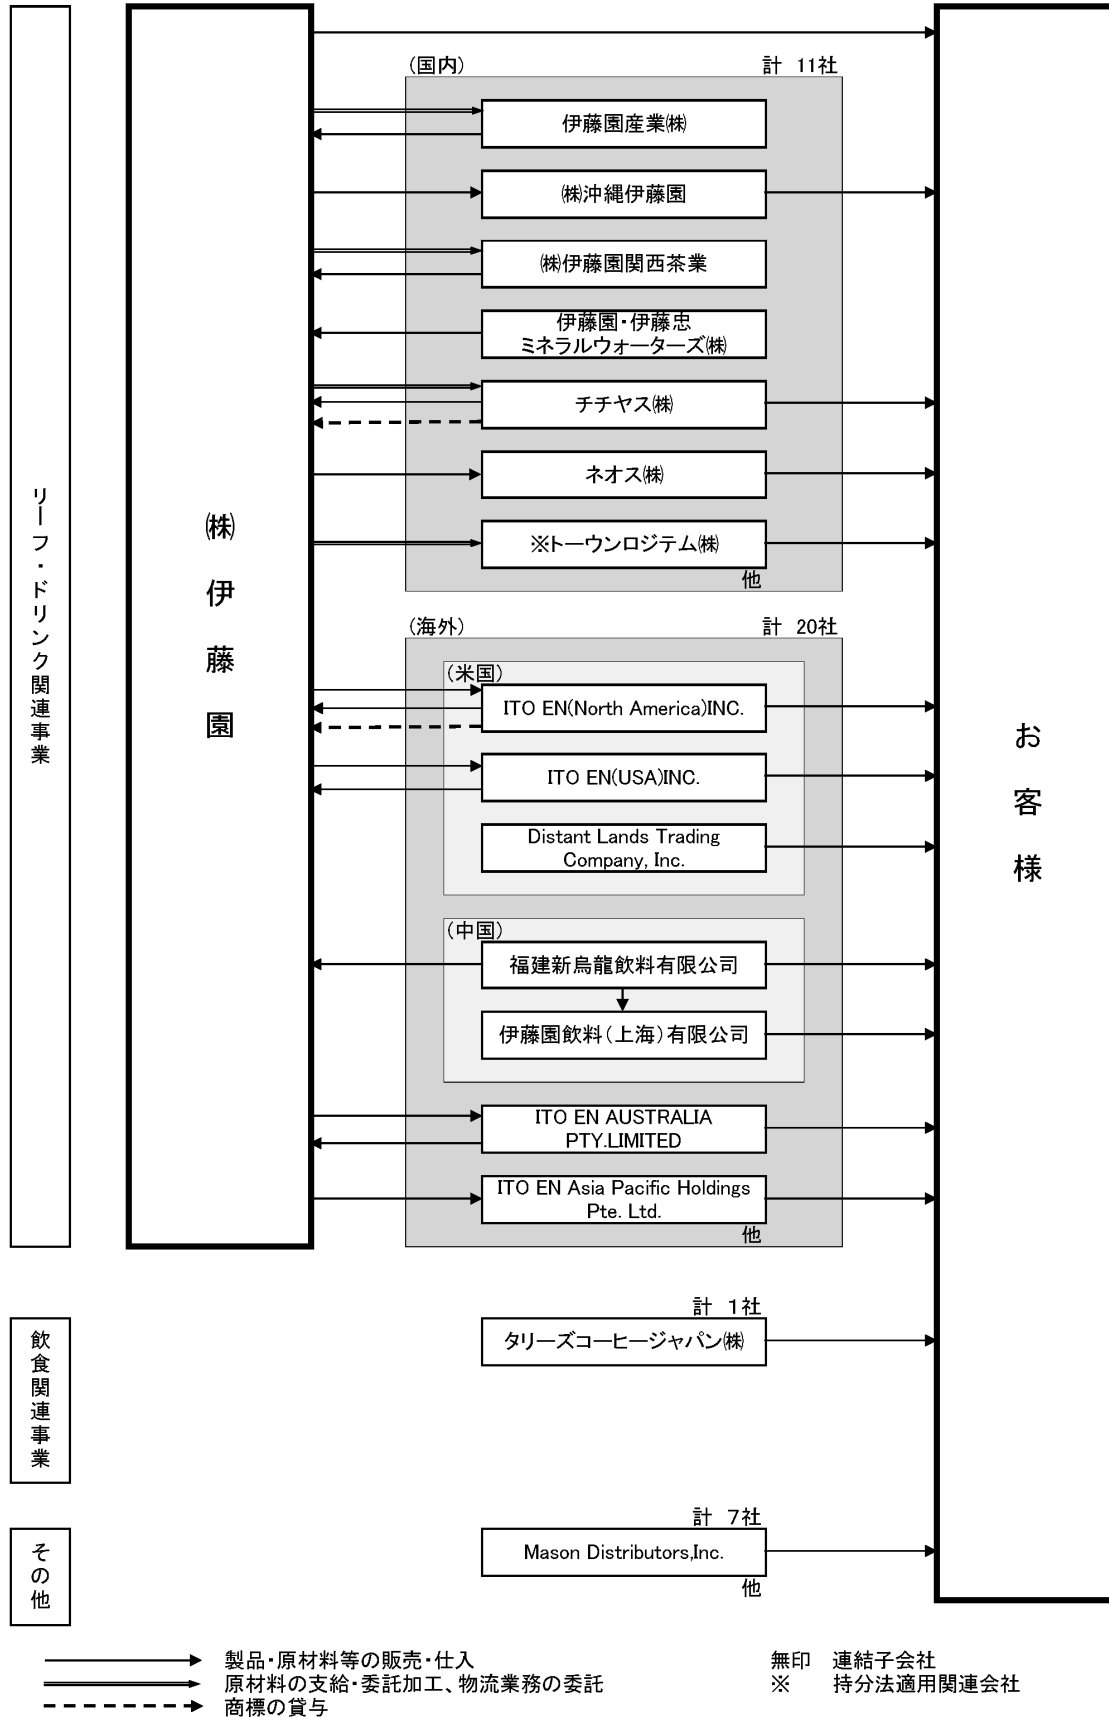 リーフ・ドリンク関連事業
㈱伊藤園
(国内)
計 11社
伊藤園産業㈱
㈱沖縄伊藤園
㈱伊藤園関西茶業
伊藤園・伊藤忠
ミネラルウォーターズ㈱
チチヤス㈱
ネオス㈱
※トーウンロジテム㈱
他
(海外)
計 20社
(米国)
ITO EN(North America)INC.
ITO EN(USA)INC.
Distant Lands Trading
Company, Inc.
(中国)
福建新烏龍飲料有限公司
伊藤園飲料(上海)有限公司
ITO EN AUSTRALIA
PTY.LIMITED
ITO EN Asia Pacific Holdings
Pte. Ltd.
他
お客様
飲食関連事業
計 1社
タリーズコーヒージャパン㈱
その他
計 7社
Mason Distributors,Inc.
他
製品・原材料等の販売・仕入
原材料の支給・委託加工、物流業務の委託
商標の貸与
無印 連結子会社
※ 持分法適用関連会社